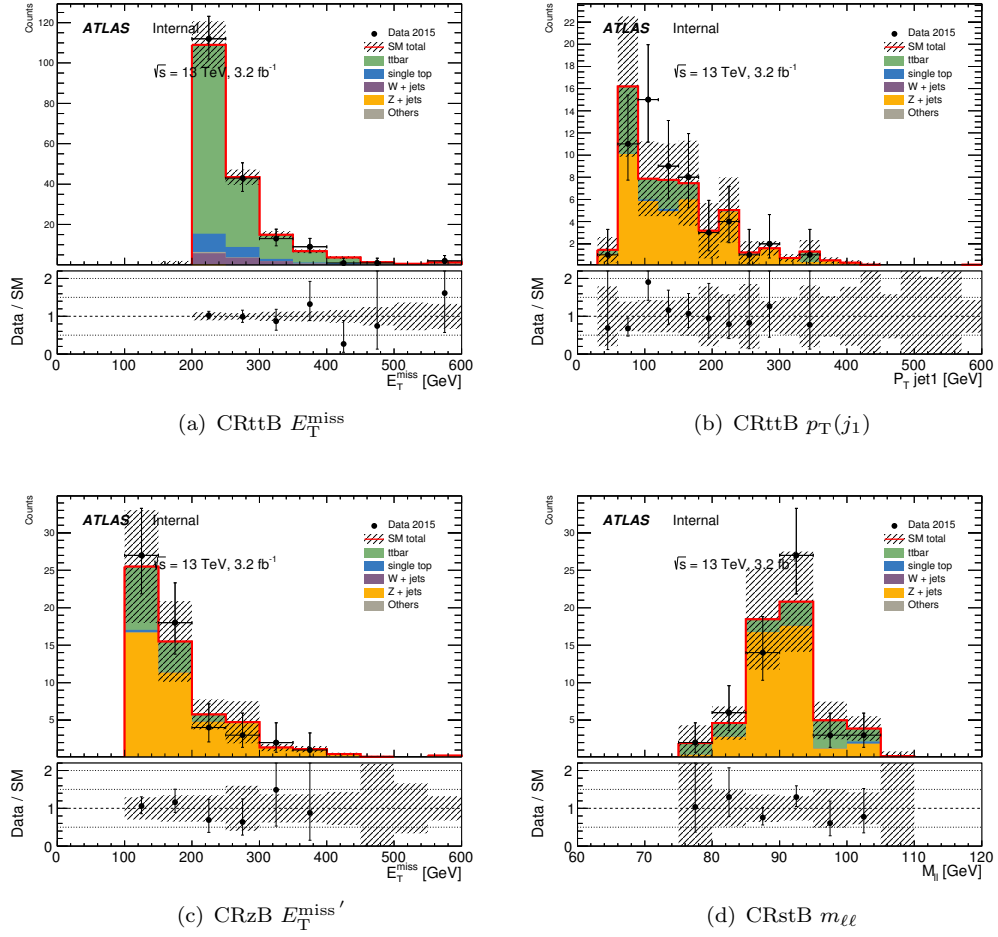 Counts
120
100
80
60
40
20
ATLAS Internal
√s = 13 TeV, 3.2 fb-1
Data 2015
SM total
ttbar
single top
W + jets
Z + jets
Others
Data / SM
2
1
0
0 100 200 300 400 500 600
E_T^miss [GeV]
(a) CRttB E_T^miss
Counts
22
20
18
16
14
12
10
8
6
4
2
ATLAS Internal
√s = 13 TeV, 3.2 fb-1
Data 2015
SM total
ttbar
single top
W + jets
Z + jets
Others
Data / SM
2
1
0
0 100 200 300 400 500 600
P_T jet1 [GeV]
(b) CRttB p_T(j_1)
Counts
30
25
20
15
10
5
ATLAS Internal
√s = 13 TeV, 3.2 fb-1
Data 2015
SM total
ttbar
single top
W + jets
Z + jets
Others
Data / SM
2
1
0
0 100 200 300 400 500 600
E_T^miss [GeV]
(c) CRzB E_T^miss ′
Counts
30
25
20
15
10
5
ATLAS Internal
√s = 13 TeV, 3.2 fb-1
Data 2015
SM total
ttbar
single top
W + jets
Z + jets
Others
Data / SM
2
1
0
60 70 80 90 100 110 120
M_ll [GeV]
(d) CRstB m_ℓℓ